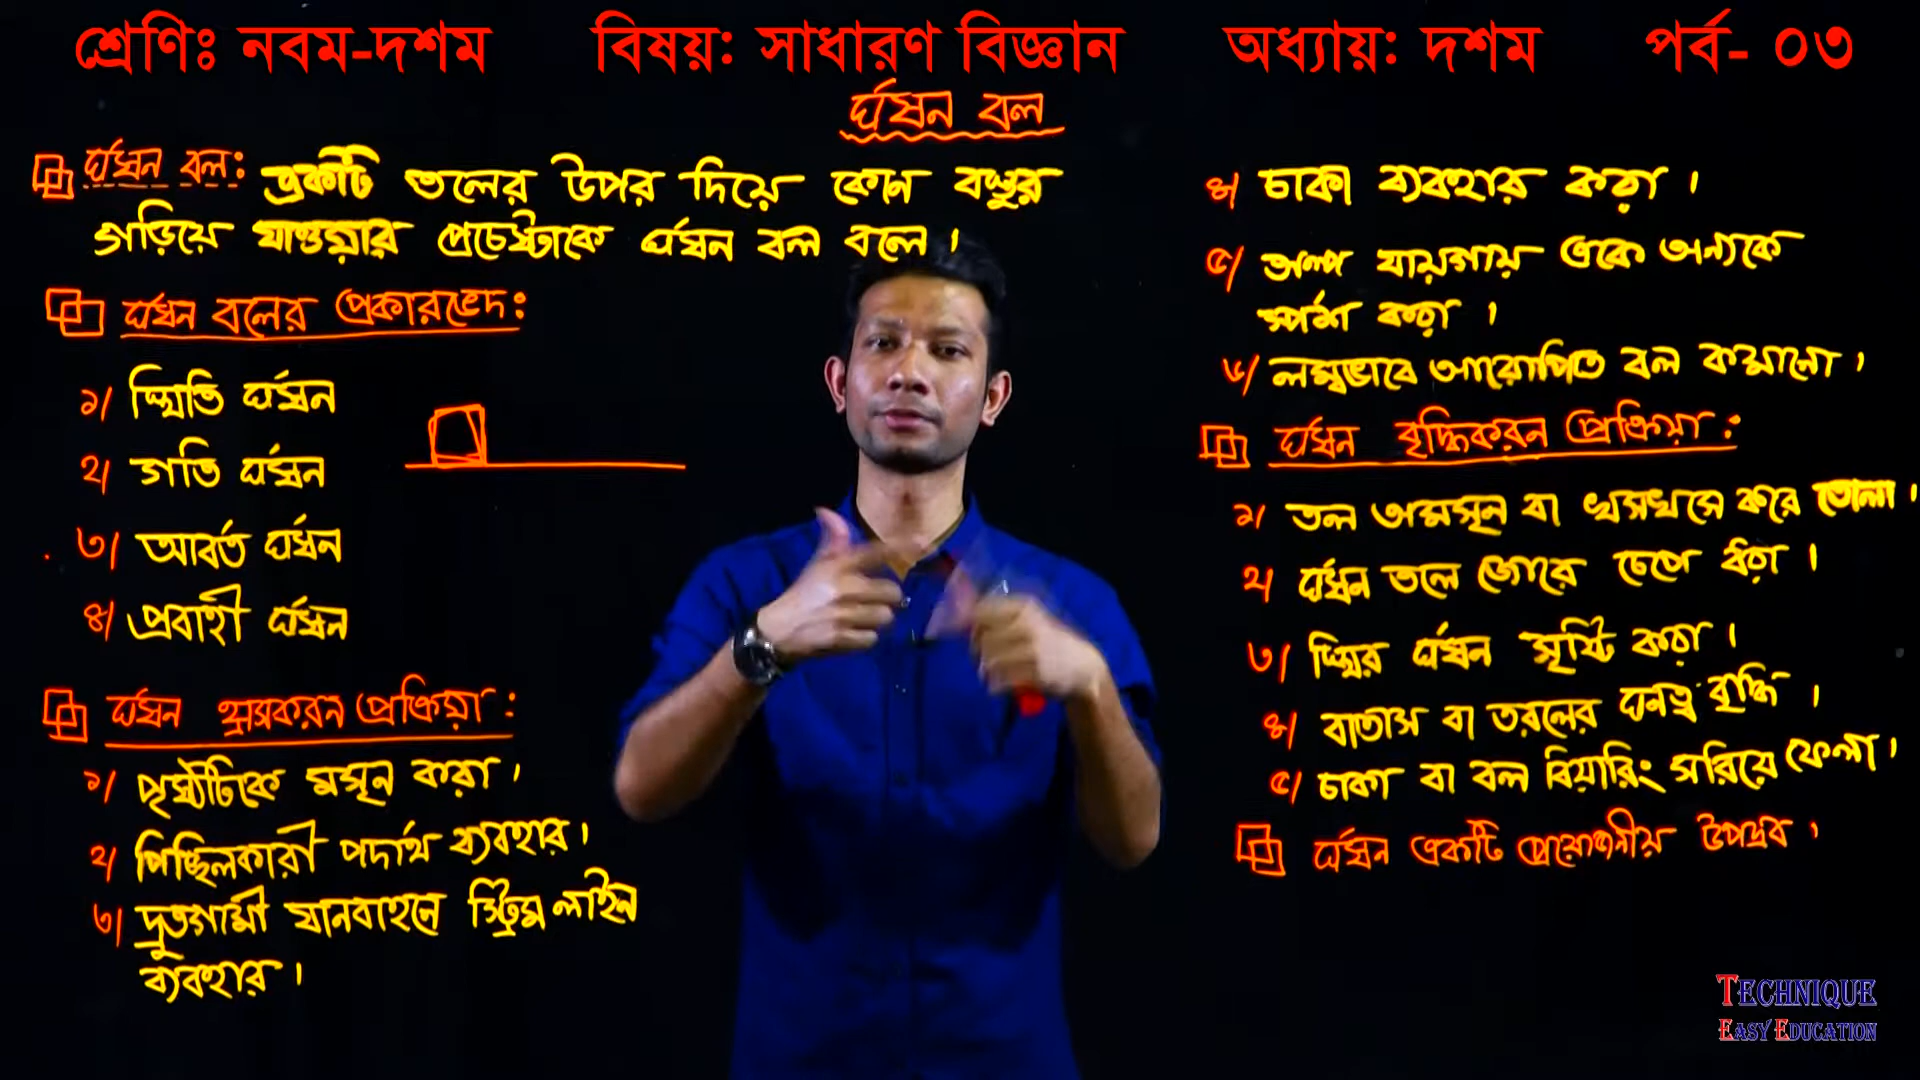 শ্রেণিঃ নবম-দশম বিষয়: সাধারণ বিজ্ঞান অধ্যায়: দশম পর্ব- ০৩
ঘর্ষন বল
ঘর্ষন বল: একটি তলের উপর দিয়ে কোন বস্তুর
গড়িয়ে যাওয়ার প্রচেষ্টাকে ঘর্ষন বল বলে।
ঘর্ষন বলের প্রকারভেদ:
১/ স্থিতি ঘর্ষন
২/ গতি ঘর্ষন
৩/ আবর্ত ঘর্ষন
৪/ প্রবাহী ঘর্ষন
ঘর্ষন হ্রাসকরন প্রক্রিয়া:
১/ পৃষ্ঠটিকে মসৃন করা।
২/ পিচ্ছিলকারী পদার্থ ব্যবহার।
৩/ দ্রুতগামী যানবাহনে স্ট্রিম লাইন
ব্যবহার।
৪/ চাকা ব্যবহার করা।
৫/ অল্প যায়গায় একে অন্যকে
স্পর্শ করা।
৬/ লম্বভাবে আরোপিত বল কমানো।
ঘর্ষন বৃদ্ধিকরন প্রক্রিয়া:
১/ তল অমসৃন বা খসখসে করে তোলা।
২/ ঘর্ষন তলে জোরে চেপে ধরা।
৩/ স্থির ঘর্ষন সৃষ্টি করা।
৪/ বাতাস বা তরলের ঘনত্ব বৃদ্ধি।
৫/ চাকা বা বল বিয়ারিং সরিয়ে ফেলা।
ঘর্ষন একটি প্রয়োজনীয় উপদ্রব।
TECHNIQUE
EASY EDUCATION